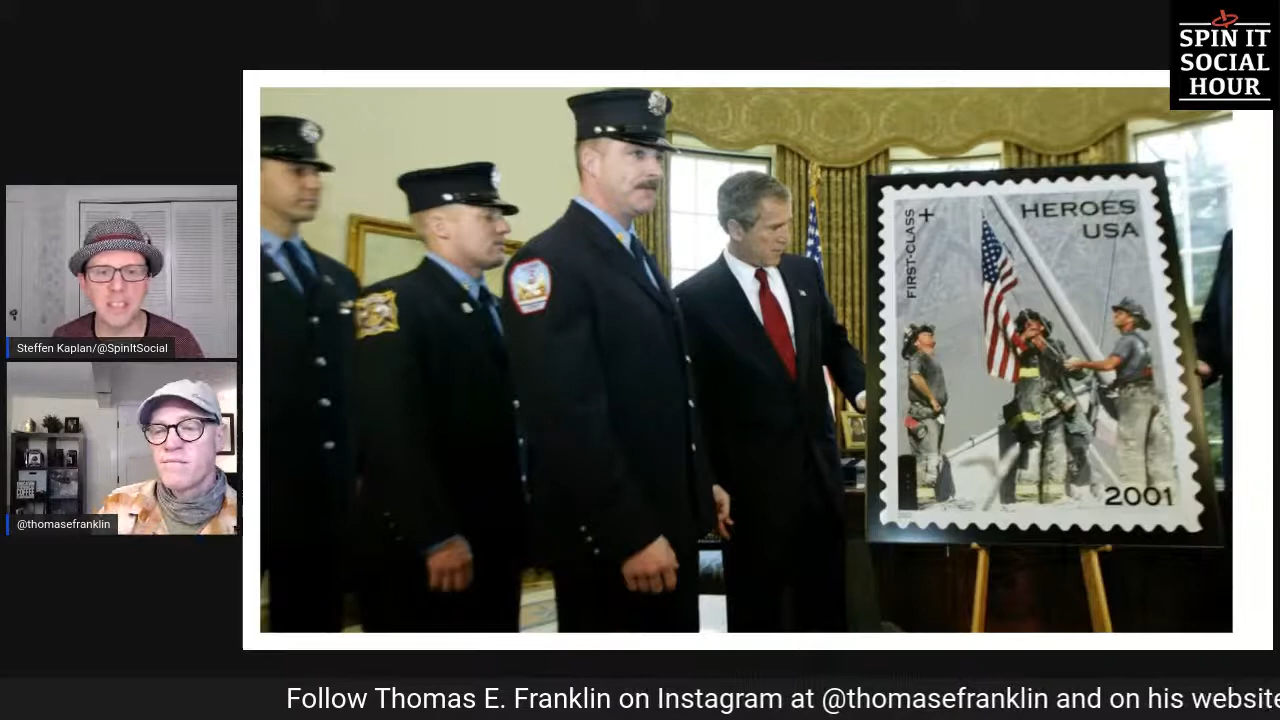 SPIN IT
SOCIAL
HOUR
FIRST-CLASS
HEROES
USA
2001
Steffen Kaplan/@SpinItSocial
@thomasefranklin
Follow Thomas E. Franklin on Instagram at @thomasefranklin and on his website